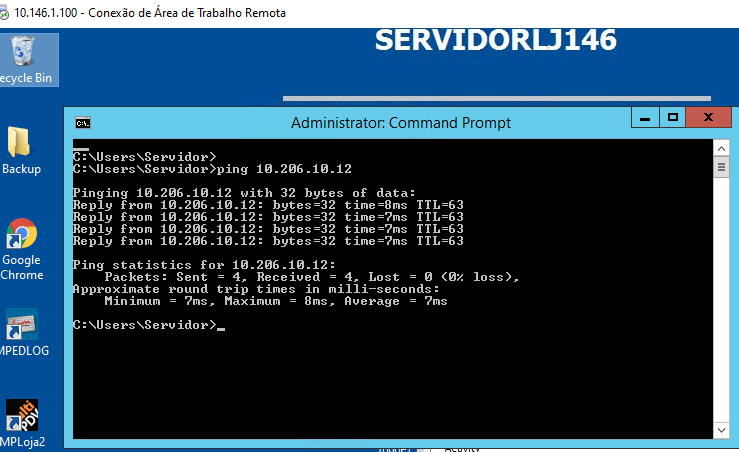 10.146.1.100 - Conexão de Área de Trabalho Remota
SERVIDORLJ146
ecycle Bin
Administrator: Command Prompt
C:\Users\Servidor>
C:\Users\Servidor>ping 10.206.10.12
Backup
Pinging 10.206.10.12 with 32 bytes of data:
Reply from 10.206.10.12: bytes=32 time=8ms TTL=63
Reply from 10.206.10.12: bytes=32 time=7ms TTL=63
Reply from 10.206.10.12: bytes=32 time=7ms TTL=63
Reply from 10.206.10.12: bytes=32 time=7ms TTL=63
Google
Chrome
Ping statistics for 10.206.10.12:
    Packets: Sent = 4, Received = 4, Lost = 0 (0% loss),
Approximate round trip times in milli-seconds:
    Minimum = 7ms, Maximum = 8ms, Average = 7ms
C:\Users\Servidor>_
MPEDLOG
MPLoja2